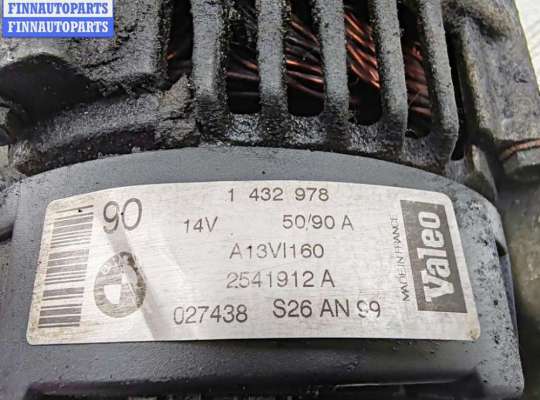 FINNAUTOPARTS
FINNAUTOPARTS
90
1 432 978
14V 50/90 A
A13VI160
2541912 A
027438 S26 AN 99
MADE IN FRANCE
Valeo